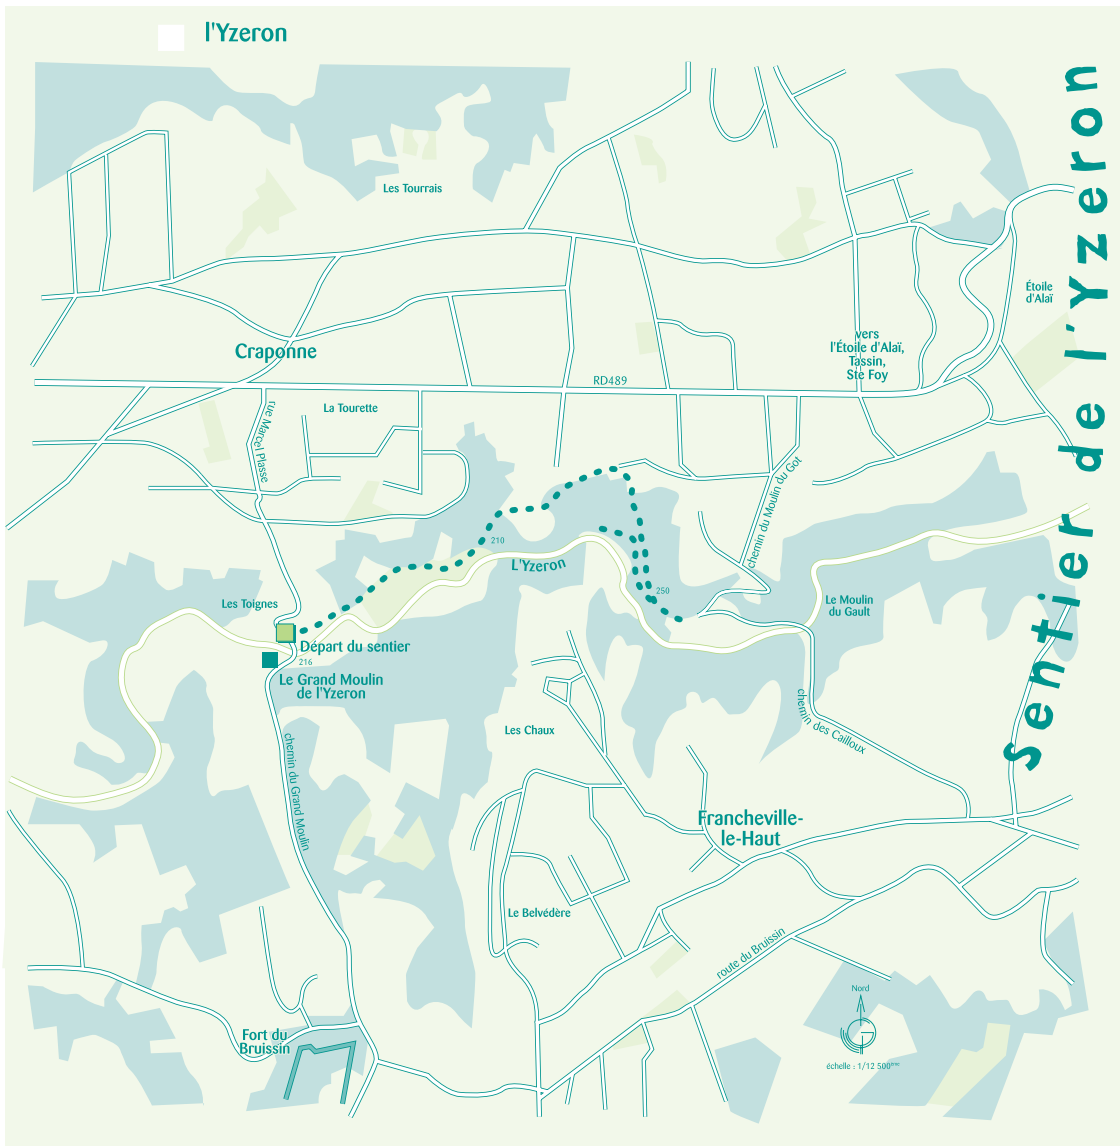 l'Yzeron
Sentier de l'Yzeron
Les Tourrais
Étoile
d'Alaï
vers
l'Étoile d'Alaï,
Tassin,
Ste Foy
Craponne
RD489
La Tourette
rue Marcel Plasse
chemin du Moulin du Got
210
L'Yzeron
250
Les Toignes
Le Moulin
du Gault
Départ du sentier
216
Le Grand Moulin
de l'Yzeron
chemin des Cailloux
Les Chaux
chemin du Grand Moulin
Francheville-
le-Haut
Le Belvédère
route du Bruissin
Nord
Fort du
Bruissin
échelle : 1/12 500ème